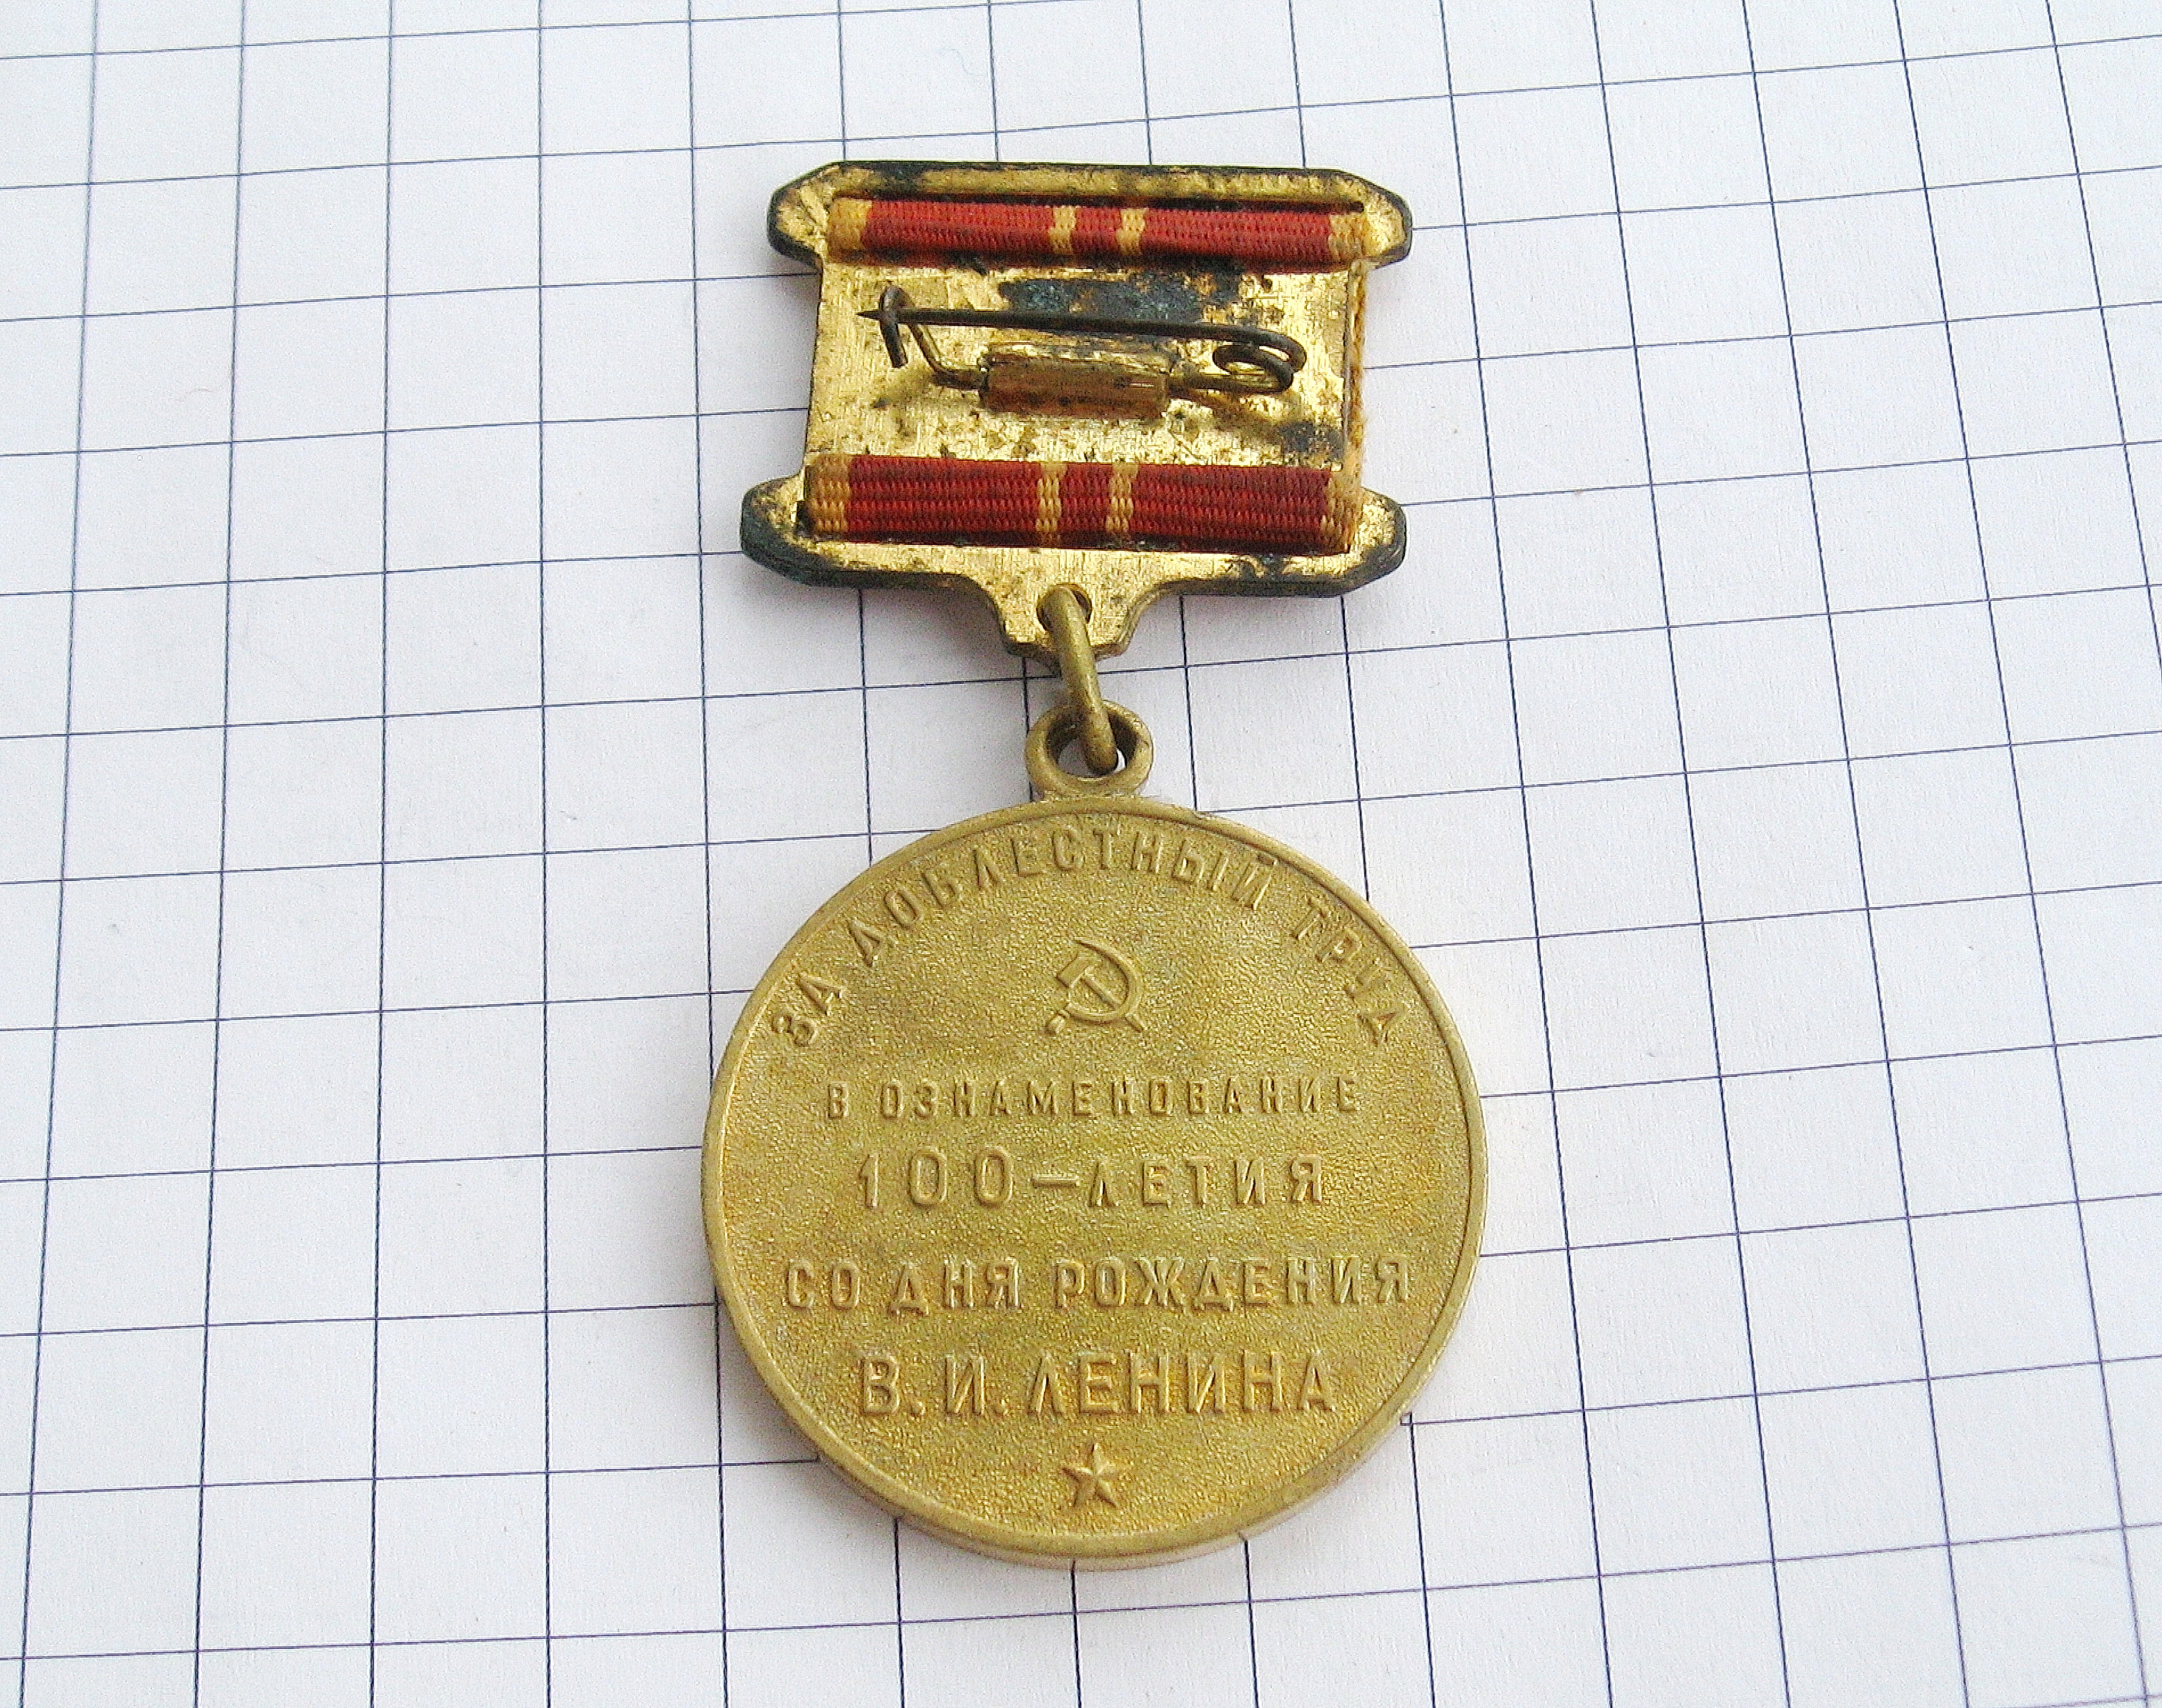 ЗА ДОБЛЕСТНЫЙ ТРУД
В ОЗНАМЕНОВАНИЕ
100–ЛЕТИЯ
СО ДНЯ РОЖДЕНИЯ
В. И. ЛЕНИНА